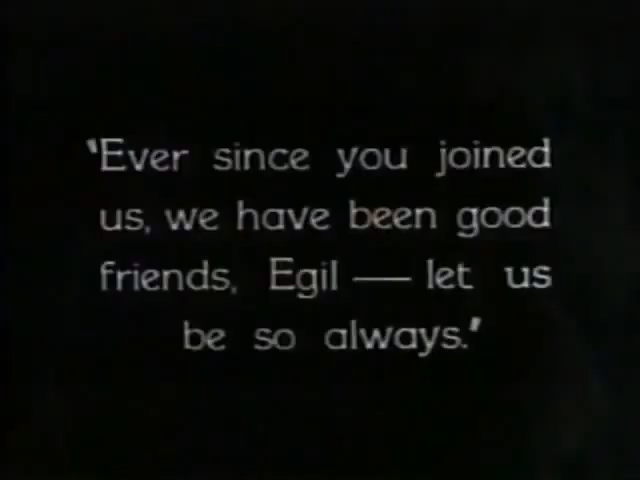 "Ever since you joined
us, we have been good
friends, Egil — let us
be so always."